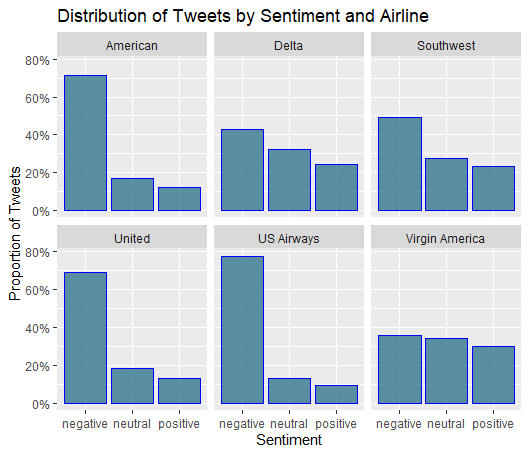 Distribution of Tweets by Sentiment and Airline
American Delta Southwest
80%
60%
40%
20%
0%
United US Airways Virgin America
80%
60%
40%
20%
0%
Proportion of Tweets
negative neutral positive negative neutral positive negative neutral positive
Sentiment